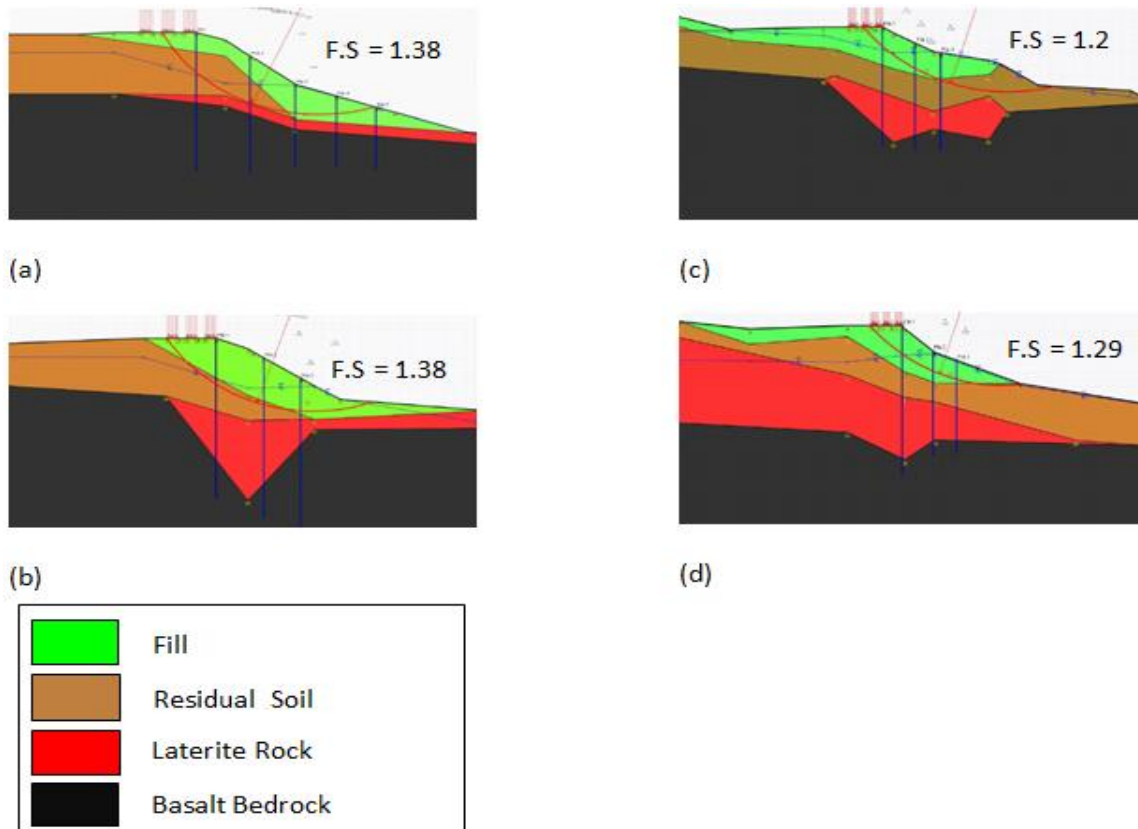 F.S = 1.38
F.S = 1.2
(a)
(c)
F.S = 1.38
F.S = 1.29
(b)
(d)
Fill
Residual Soil
Laterite Rock
Basalt Bedrock